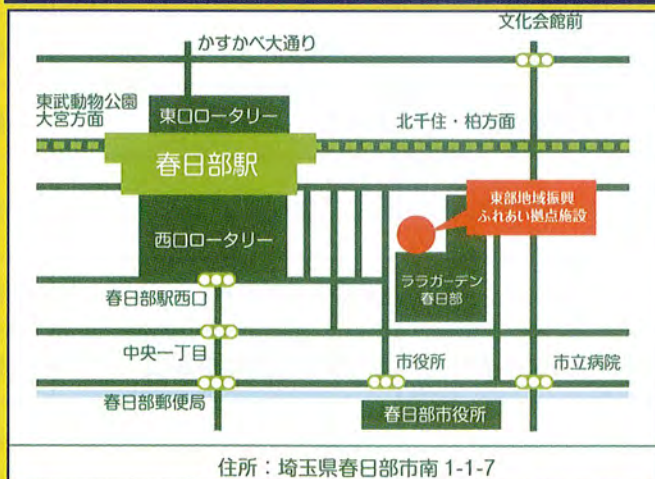 文化会館前
かすかべ大通り
東武動物公園
大宮方面
東口ロータリー
北千住・柏方面
春日部駅
東部地域振興
ふれあい拠点施設
西口ロータリー
ララガーデン
春日部
春日部駅西口
中央一丁目
市役所
市立病院
春日部郵便局
春日部市役所
住所：埼玉県春日部市南 1-1-7